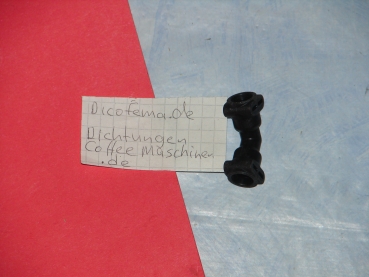 Dicofema.de
Dichtungen
Coffee Maschinen
.de